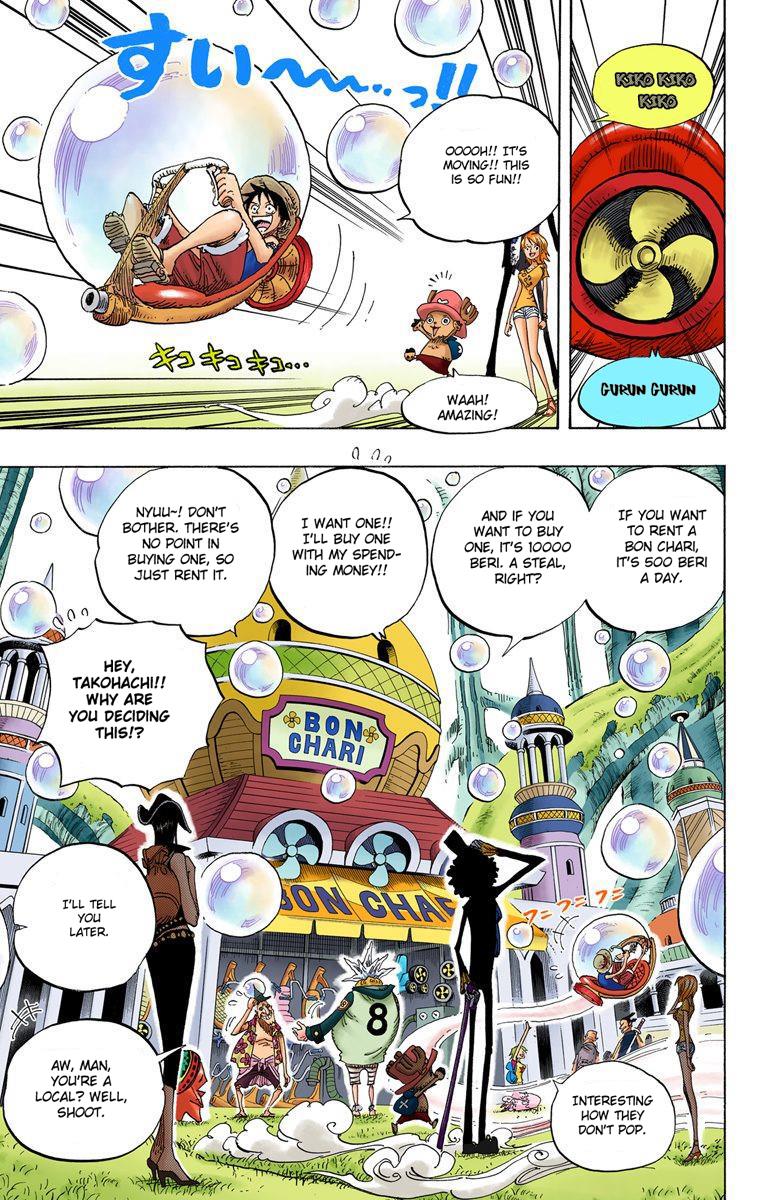 KIKO KIKO
KIKO
GURUN GURUN
すい〜〜‥っ!!
OOOOH!! IT'S
MOVING!! THIS
IS SO FUN!!
キコ キコ キコ…
WAAH!
AMAZING!
IF YOU WANT
TO RENT A
BON CHARI,
IT'S 500 BERI
A DAY.
AND IF YOU
WANT TO BUY
ONE, IT'S 10000
BERI. A STEAL,
RIGHT?
I WANT ONE!!
I'LL BUY ONE
WITH MY SPEND-
ING MONEY!!
NYUU~! DON'T
BOTHER. THERE'S
NO POINT IN
BUYING ONE, SO
JUST RENT IT.
HEY,
TAKOHACHI!!
WHY ARE
YOU DECIDING
THIS!?
BON
CHARI
BON CHAR
フニ フニ フニ
8
I'LL TELL
YOU
LATER.
AW, MAN,
YOU'RE A
LOCAL? WELL,
SHOOT.
INTERESTING
HOW THEY
DON'T POP.